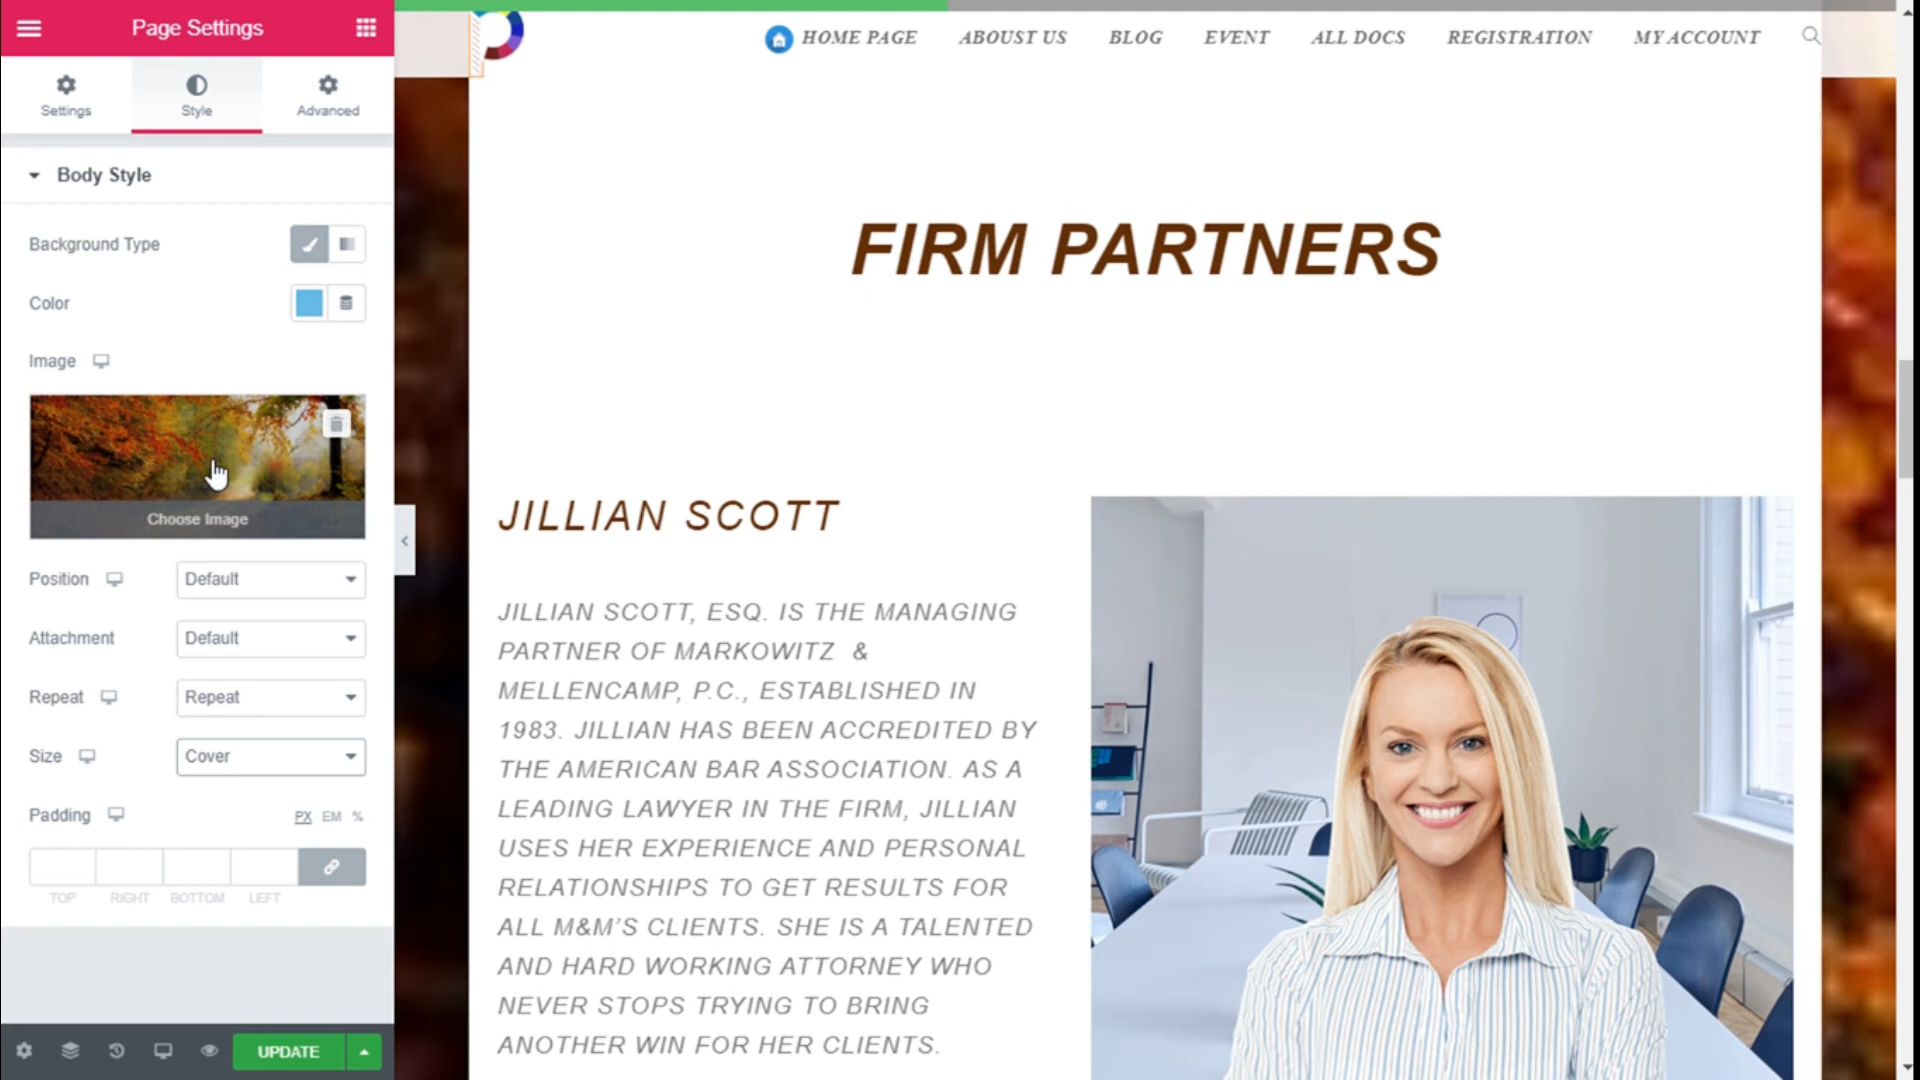 Page Settings
Settings
Style
Advanced
Body Style
Background Type
Color
Image
Choose Image
Position
Default
Attachment
Default
Repeat
Repeat
Size
Cover
Padding
PX EM %
TOP RIGHT BOTTOM LEFT
UPDATE
HOME PAGE ABOUST US BLOG EVENT ALL DOCS REGISTRATION MY ACCOUNT
FIRM PARTNERS
JILLIAN SCOTT
JILLIAN SCOTT, ESQ. IS THE MANAGING
PARTNER OF MARKOWITZ &
MELLENCAMP, P.C., ESTABLISHED IN
1983. JILLIAN HAS BEEN ACCREDITED BY
THE AMERICAN BAR ASSOCIATION. AS A
LEADING LAWYER IN THE FIRM, JILLIAN
USES HER EXPERIENCE AND PERSONAL
RELATIONSHIPS TO GET RESULTS FOR
ALL M&M'S CLIENTS. SHE IS A TALENTED
AND HARD WORKING ATTORNEY WHO
NEVER STOPS TRYING TO BRING
ANOTHER WIN FOR HER CLIENTS.